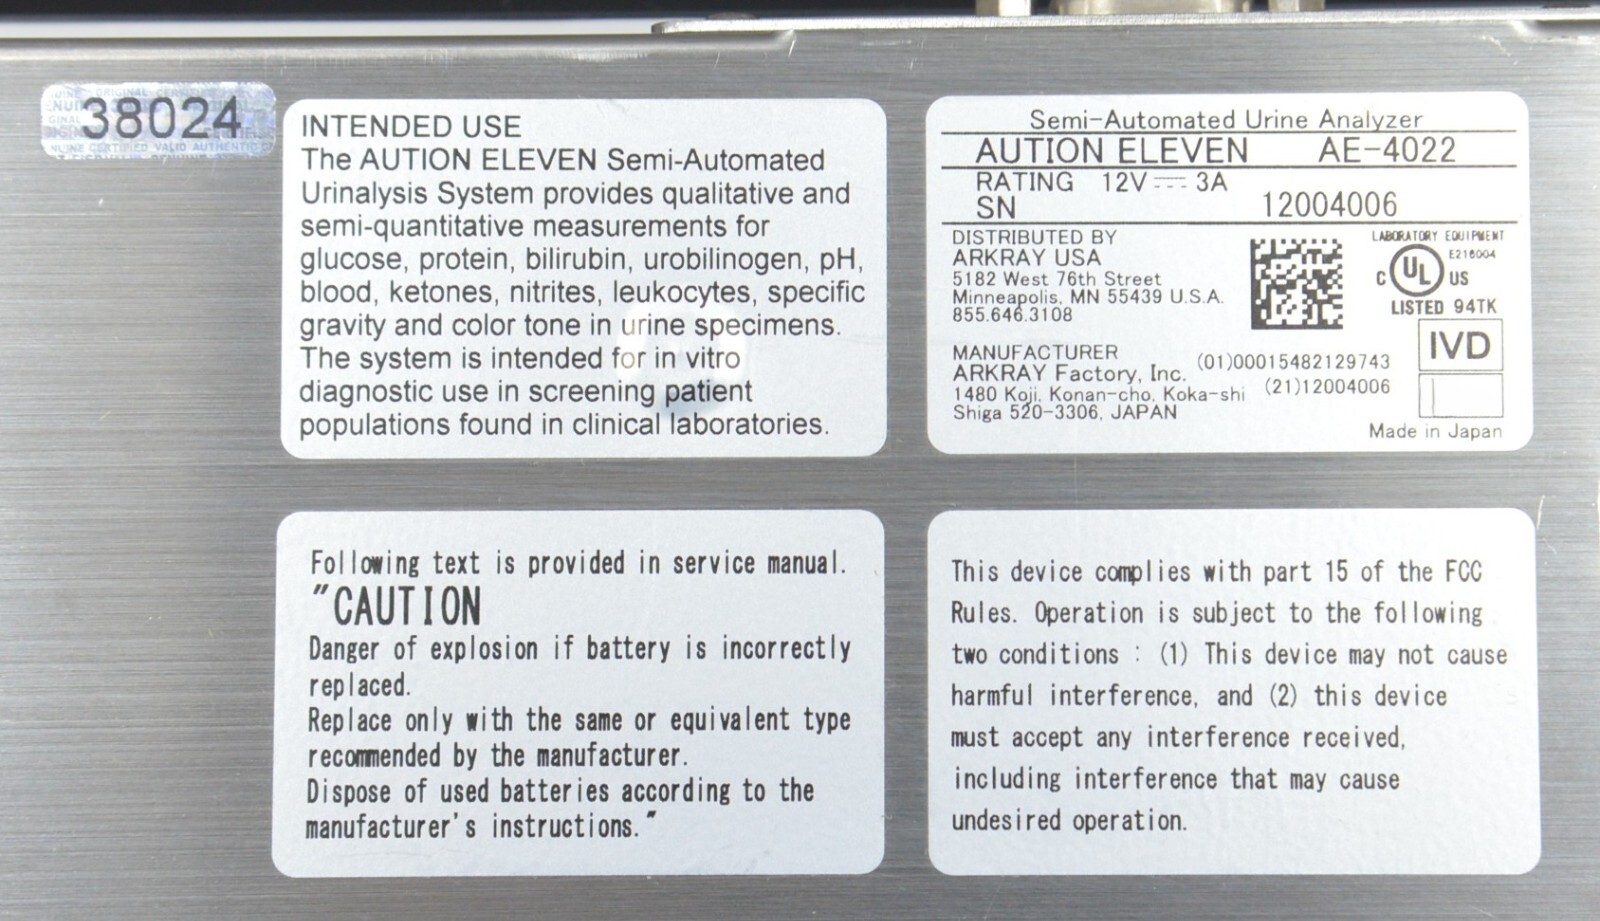 38024
INTENDED USE
The AUTION ELEVEN Semi-Automated
Urinalysis System provides qualitative and
semi-quantitative measurements for
glucose, protein, bilirubin, urobilinogen, pH,
blood, ketones, nitrites, leukocytes, specific
gravity and color tone in urine specimens.
The system is intended for in vitro
diagnostic use in screening patient
populations found in clinical laboratories.
Semi-Automated Urine Analyzer
AUTION ELEVEN AE-4022
RATING 12V ⎓ 3A
SN 12004006
DISTRIBUTED BY
ARKRAY USA
5182 West 76th Street
Minneapolis, MN 55439 U.S.A.
855.646.3108
LABORATORY EQUIPMENT
E216004
C UL US
LISTED 94TK
IVD
MANUFACTURER
ARKRAY Factory, Inc.
1480 Koji, Konan-cho, Koka-shi
Shiga 520-3306, JAPAN
(01)00015482129743
(21)12004006
Made in Japan
Following text is provided in service manual.
"CAUTION
Danger of explosion if battery is incorrectly
replaced.
Replace only with the same or equivalent type
recommended by the manufacturer.
Dispose of used batteries according to the
manufacturer's instructions."
This device complies with part 15 of the FCC
Rules. Operation is subject to the following
two conditions : (1) This device may not cause
harmful interference, and (2) this device
must accept any interference received,
including interference that may cause
undesired operation.